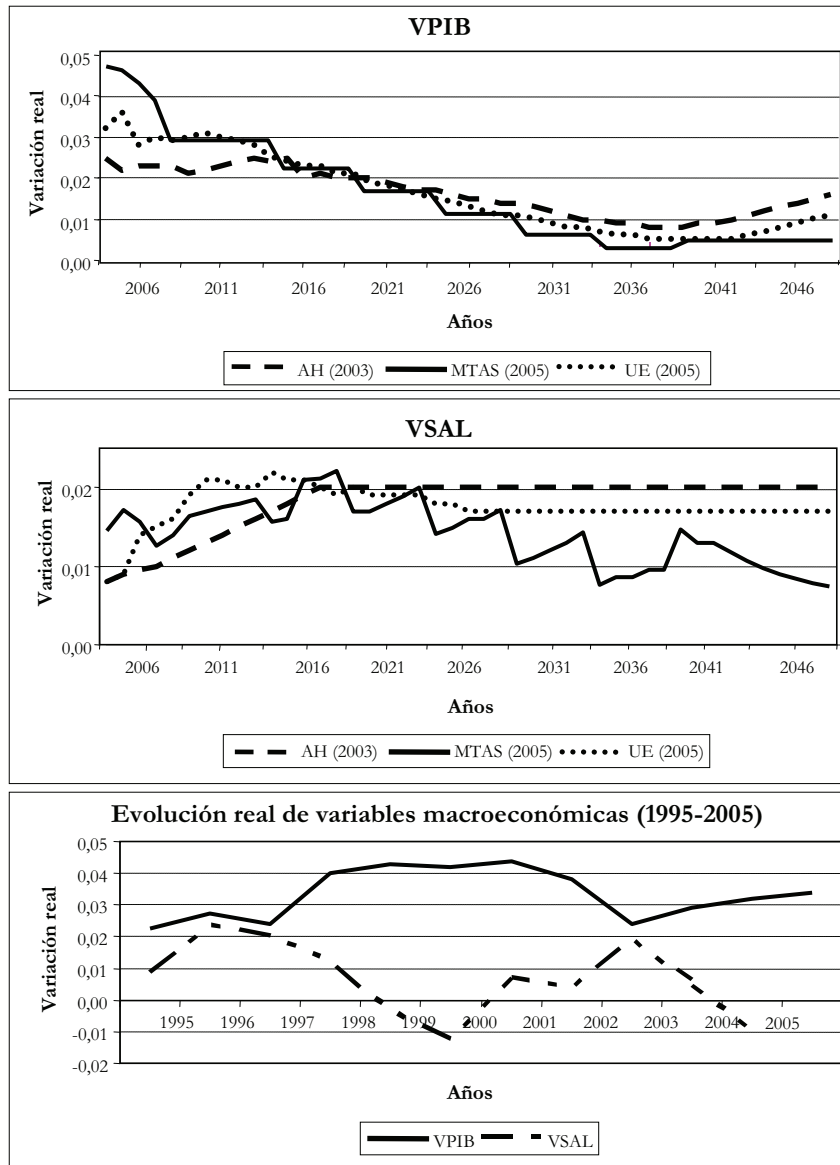 VPIB
Variación real
0,05
0,04
0,03
0,02
0,01
0,00
2006 2011 2016 2021 2026 2031 2036 2041 2046
Años
AH (2003) MTAS (2005) UE (2005)
VSAL
Variación real
0,02
0,01
0,00
2006 2011 2016 2021 2026 2031 2036 2041 2046
Años
AH (2003) MTAS (2005) UE (2005)
Evolución real de variables macroeconómicas (1995-2005)
Variación real
0,05
0,04
0,03
0,02
0,01
0,00
-0,01
-0,02
1995 1996 1997 1998 1999 2000 2001 2002 2003 2004 2005
Años
VPIB VSAL